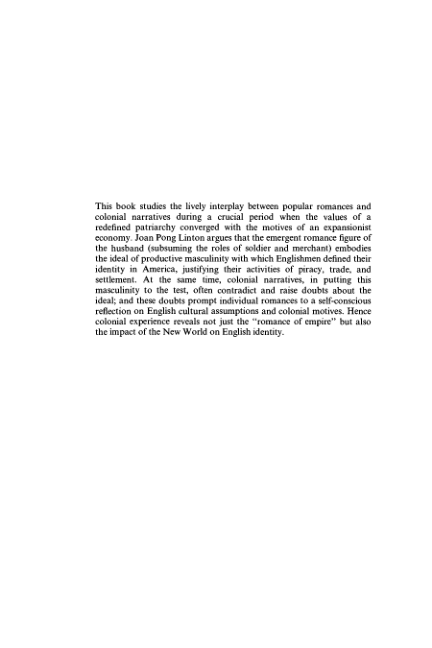 This book studies the lively interplay between popular romances and
colonial narratives during a crucial period when the values of a
redefined patriarchy converged with the motives of an expansionist
economy. Joan Pong Linton argues that the emergent romance figure of
the husband (subsuming the roles of soldier and merchant) embodies
the ideal of productive masculinity with which Englishmen defined their
identity in America, justifying their activities of piracy, trade, and
settlement. At the same time, colonial narratives, in putting this
masculinity to the test, often contradict and raise doubts about the
ideal; and these doubts prompt individual romances to a self-conscious
reflection on English cultural assumptions and colonial motives. Hence
colonial experience reveals not just the "romance of empire" but also
the impact of the New World on English identity.